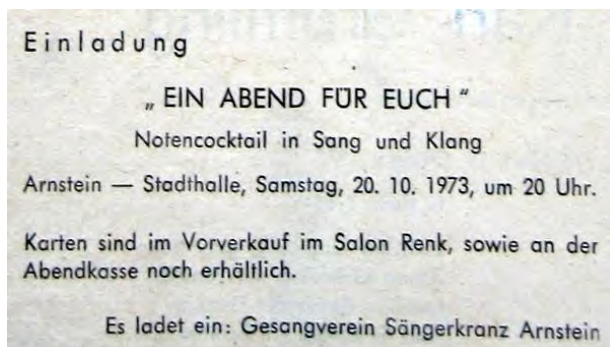 Einladung
„ EIN ABEND FÜR EUCH “
Notencocktail in Sang und Klang
Arnstein — Stadthalle, Samstag, 20. 10. 1973, um 20 Uhr.
Karten sind im Vorverkauf im Salon Renk, sowie an der
Abendkasse noch erhältlich.
Es ladet ein: Gesangverein Sängerkranz Arnstein